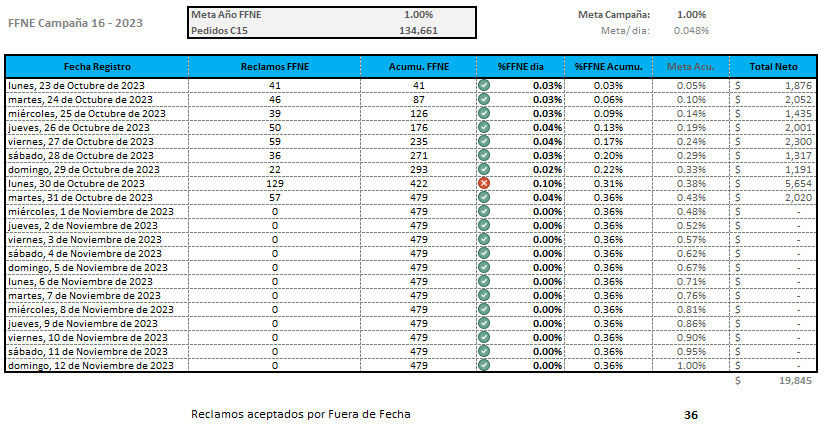 FFNE Campaña 16 - 2023
Meta Año FFNE 1.00%
Pedidos C15 134,661
Meta Campaña: 1.00%
Meta/dia: 0.048%
Fecha Registro Reclamos FFNE Acumu. FFNE %FFNE dia %FFNE Acumu. Meta Acu. Total Neto
lunes, 23 de Octubre de 2023 41 41 0.03% 0.03% 0.05% $ 1,876
martes, 24 de Octubre de 2023 46 87 0.03% 0.06% 0.10% $ 2,052
miércoles, 25 de Octubre de 2023 39 126 0.03% 0.09% 0.14% $ 1,435
jueves, 26 de Octubre de 2023 50 176 0.04% 0.13% 0.19% $ 2,001
viernes, 27 de Octubre de 2023 59 235 0.04% 0.17% 0.24% $ 2,300
sábado, 28 de Octubre de 2023 36 271 0.03% 0.20% 0.29% $ 1,317
domingo, 29 de Octubre de 2023 22 293 0.02% 0.22% 0.33% $ 1,191
lunes, 30 de Octubre de 2023 129 422 0.10% 0.31% 0.38% $ 5,654
martes, 31 de Octubre de 2023 57 479 0.04% 0.36% 0.43% $ 2,020
miércoles, 1 de Noviembre de 2023 0 479 0.00% 0.36% 0.48% $ -
jueves, 2 de Noviembre de 2023 0 479 0.00% 0.36% 0.52% $ -
viernes, 3 de Noviembre de 2023 0 479 0.00% 0.36% 0.57% $ -
sábado, 4 de Noviembre de 2023 0 479 0.00% 0.36% 0.62% $ -
domingo, 5 de Noviembre de 2023 0 479 0.00% 0.36% 0.67% $ -
lunes, 6 de Noviembre de 2023 0 479 0.00% 0.36% 0.71% $ -
martes, 7 de Noviembre de 2023 0 479 0.00% 0.36% 0.76% $ -
miércoles, 8 de Noviembre de 2023 0 479 0.00% 0.36% 0.81% $ -
jueves, 9 de Noviembre de 2023 0 479 0.00% 0.36% 0.86% $ -
viernes, 10 de Noviembre de 2023 0 479 0.00% 0.36% 0.90% $ -
sábado, 11 de Noviembre de 2023 0 479 0.00% 0.36% 0.95% $ -
domingo, 12 de Noviembre de 2023 0 479 0.00% 0.36% 1.00% $ -
$ 19,845
Reclamos aceptados por Fuera de Fecha 36